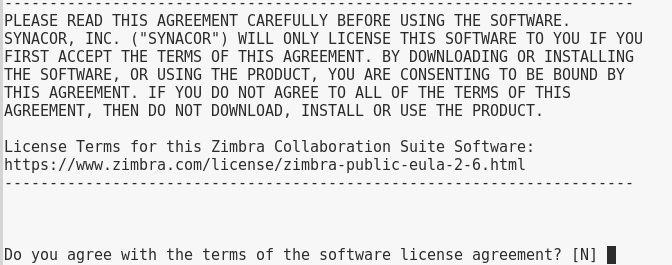 ----------------------------------------------------------------------
PLEASE READ THIS AGREEMENT CAREFULLY BEFORE USING THE SOFTWARE.
SYNACOR, INC. ("SYNACOR") WILL ONLY LICENSE THIS SOFTWARE TO YOU IF YOU
FIRST ACCEPT THE TERMS OF THIS AGREEMENT. BY DOWNLOADING OR INSTALLING
THE SOFTWARE, OR USING THE PRODUCT, YOU ARE CONSENTING TO BE BOUND BY
THIS AGREEMENT. IF YOU DO NOT AGREE TO ALL OF THE TERMS OF THIS
AGREEMENT, THEN DO NOT DOWNLOAD, INSTALL OR USE THE PRODUCT.

License Terms for this Zimbra Collaboration Suite Software:
https://www.zimbra.com/license/zimbra-public-eula-2-6.html
----------------------------------------------------------------------

Do you agree with the terms of the software license agreement? [N]